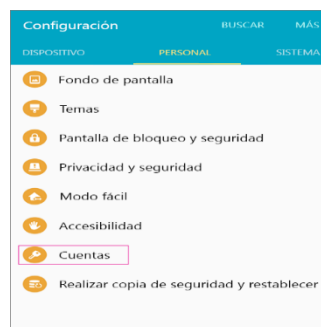 Configuración BUSCAR MÁS
DISPOSITIVO PERSONAL SISTEMA
Fondo de pantalla
Temas
Pantalla de bloqueo y seguridad
Privacidad y seguridad
Modo fácil
Accesibilidad
Cuentas
Realizar copia de seguridad y restablecer